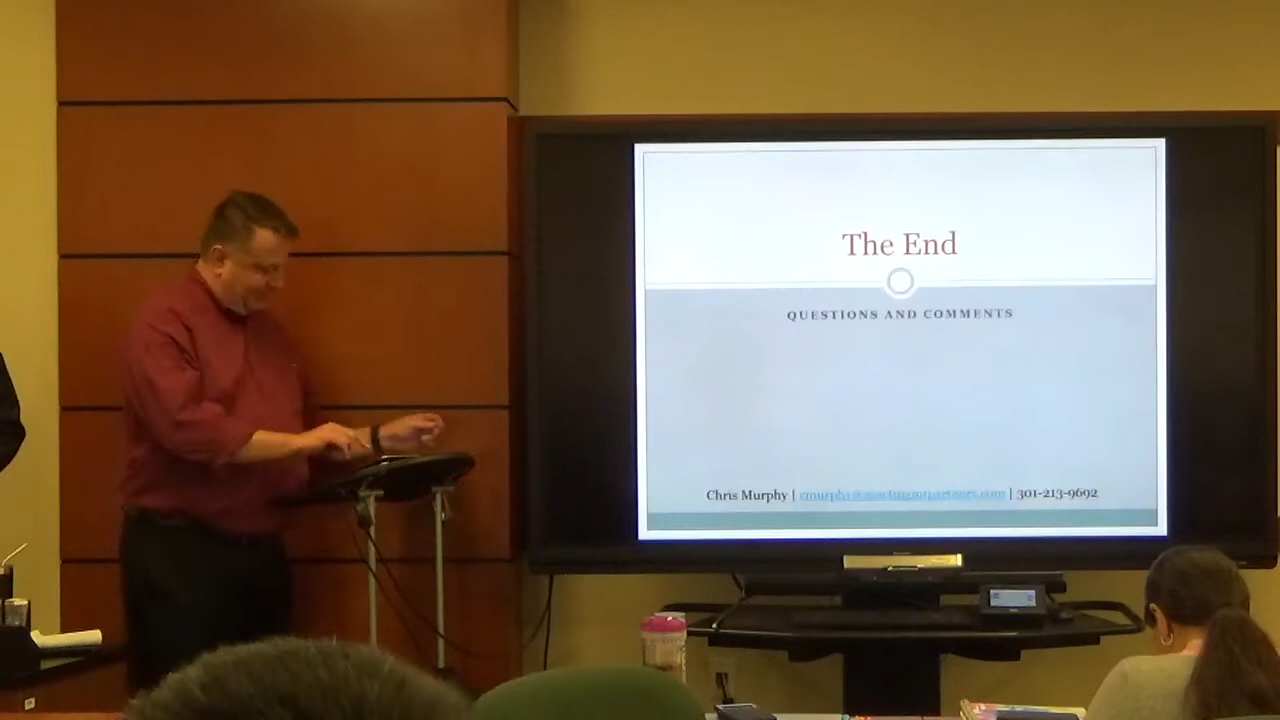 The End
QUESTIONS AND COMMENTS
Chris Murphy | | 301-213-9692